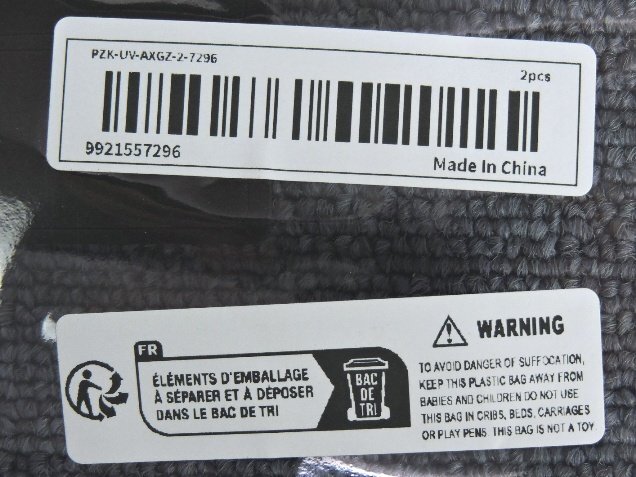 PZK-UV-AXGZ-2-7296
2pcs
9921557296
Made In China
FR
ÉLÉMENTS D'EMBALLAGE
À SÉPARER ET À DÉPOSER
DANS LE BAC DE TRI
BAC
DE
TRI
WARNING
TO AVOID DANGER OF SUFFOCATION,
KEEP THIS PLASTIC BAG AWAY FROM
BABIES AND CHILDREN DO NOT USE
THIS BAG IN CRIBS, BEDS, CARRIAGES
OR PLAY PENS. THIS BAG IS NOT A TOY